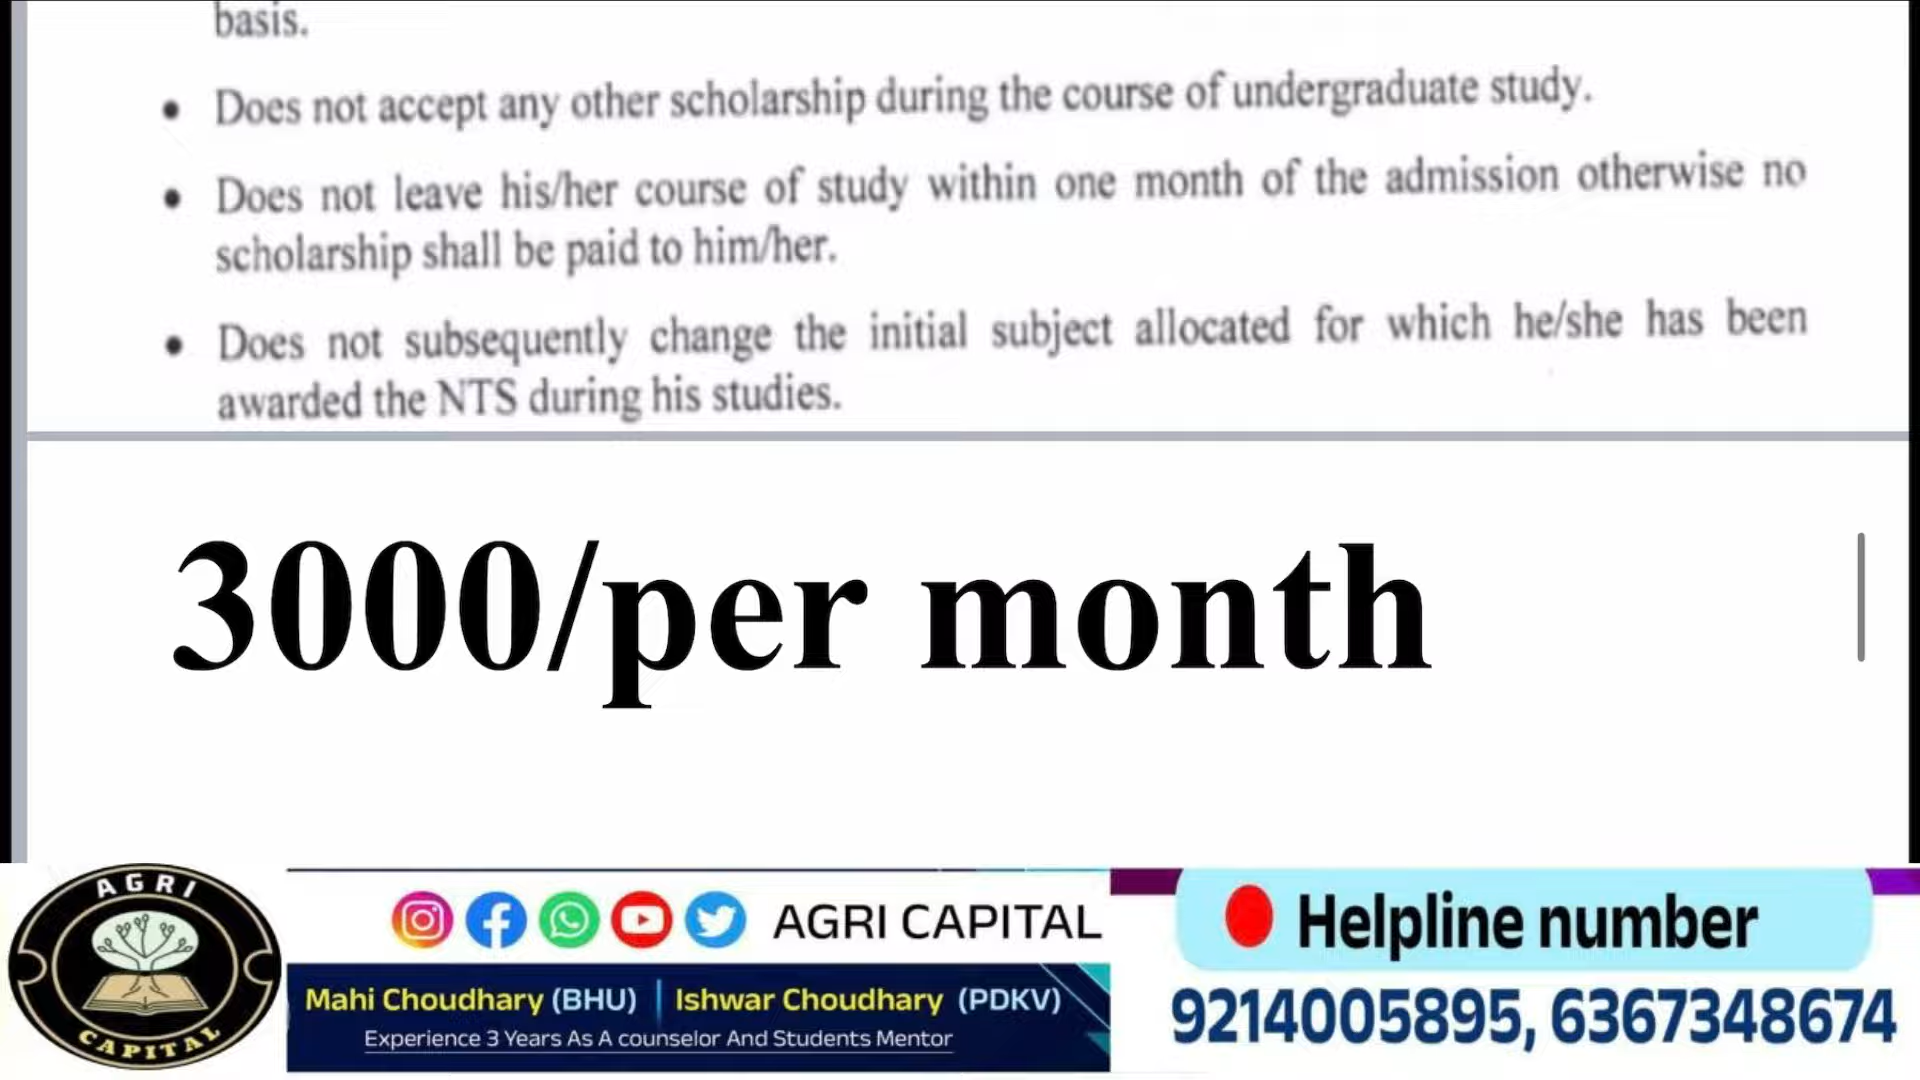 basis.
• Does not accept any other scholarship during the course of undergraduate study.
• Does not leave his/her course of study within one month of the admission otherwise no
scholarship shall be paid to him/her.
• Does not subsequently change the initial subject allocated for which he/she has been
awarded the NTS during his studies.
3000/per month
AGRI
CAPITAL
AGRI CAPITAL
Mahi Choudhary (BHU) | Ishwar Choudhary (PDKV)
Experience 3 Years As A counselor And Students Mentor
Helpline number
9214005895, 6367348674